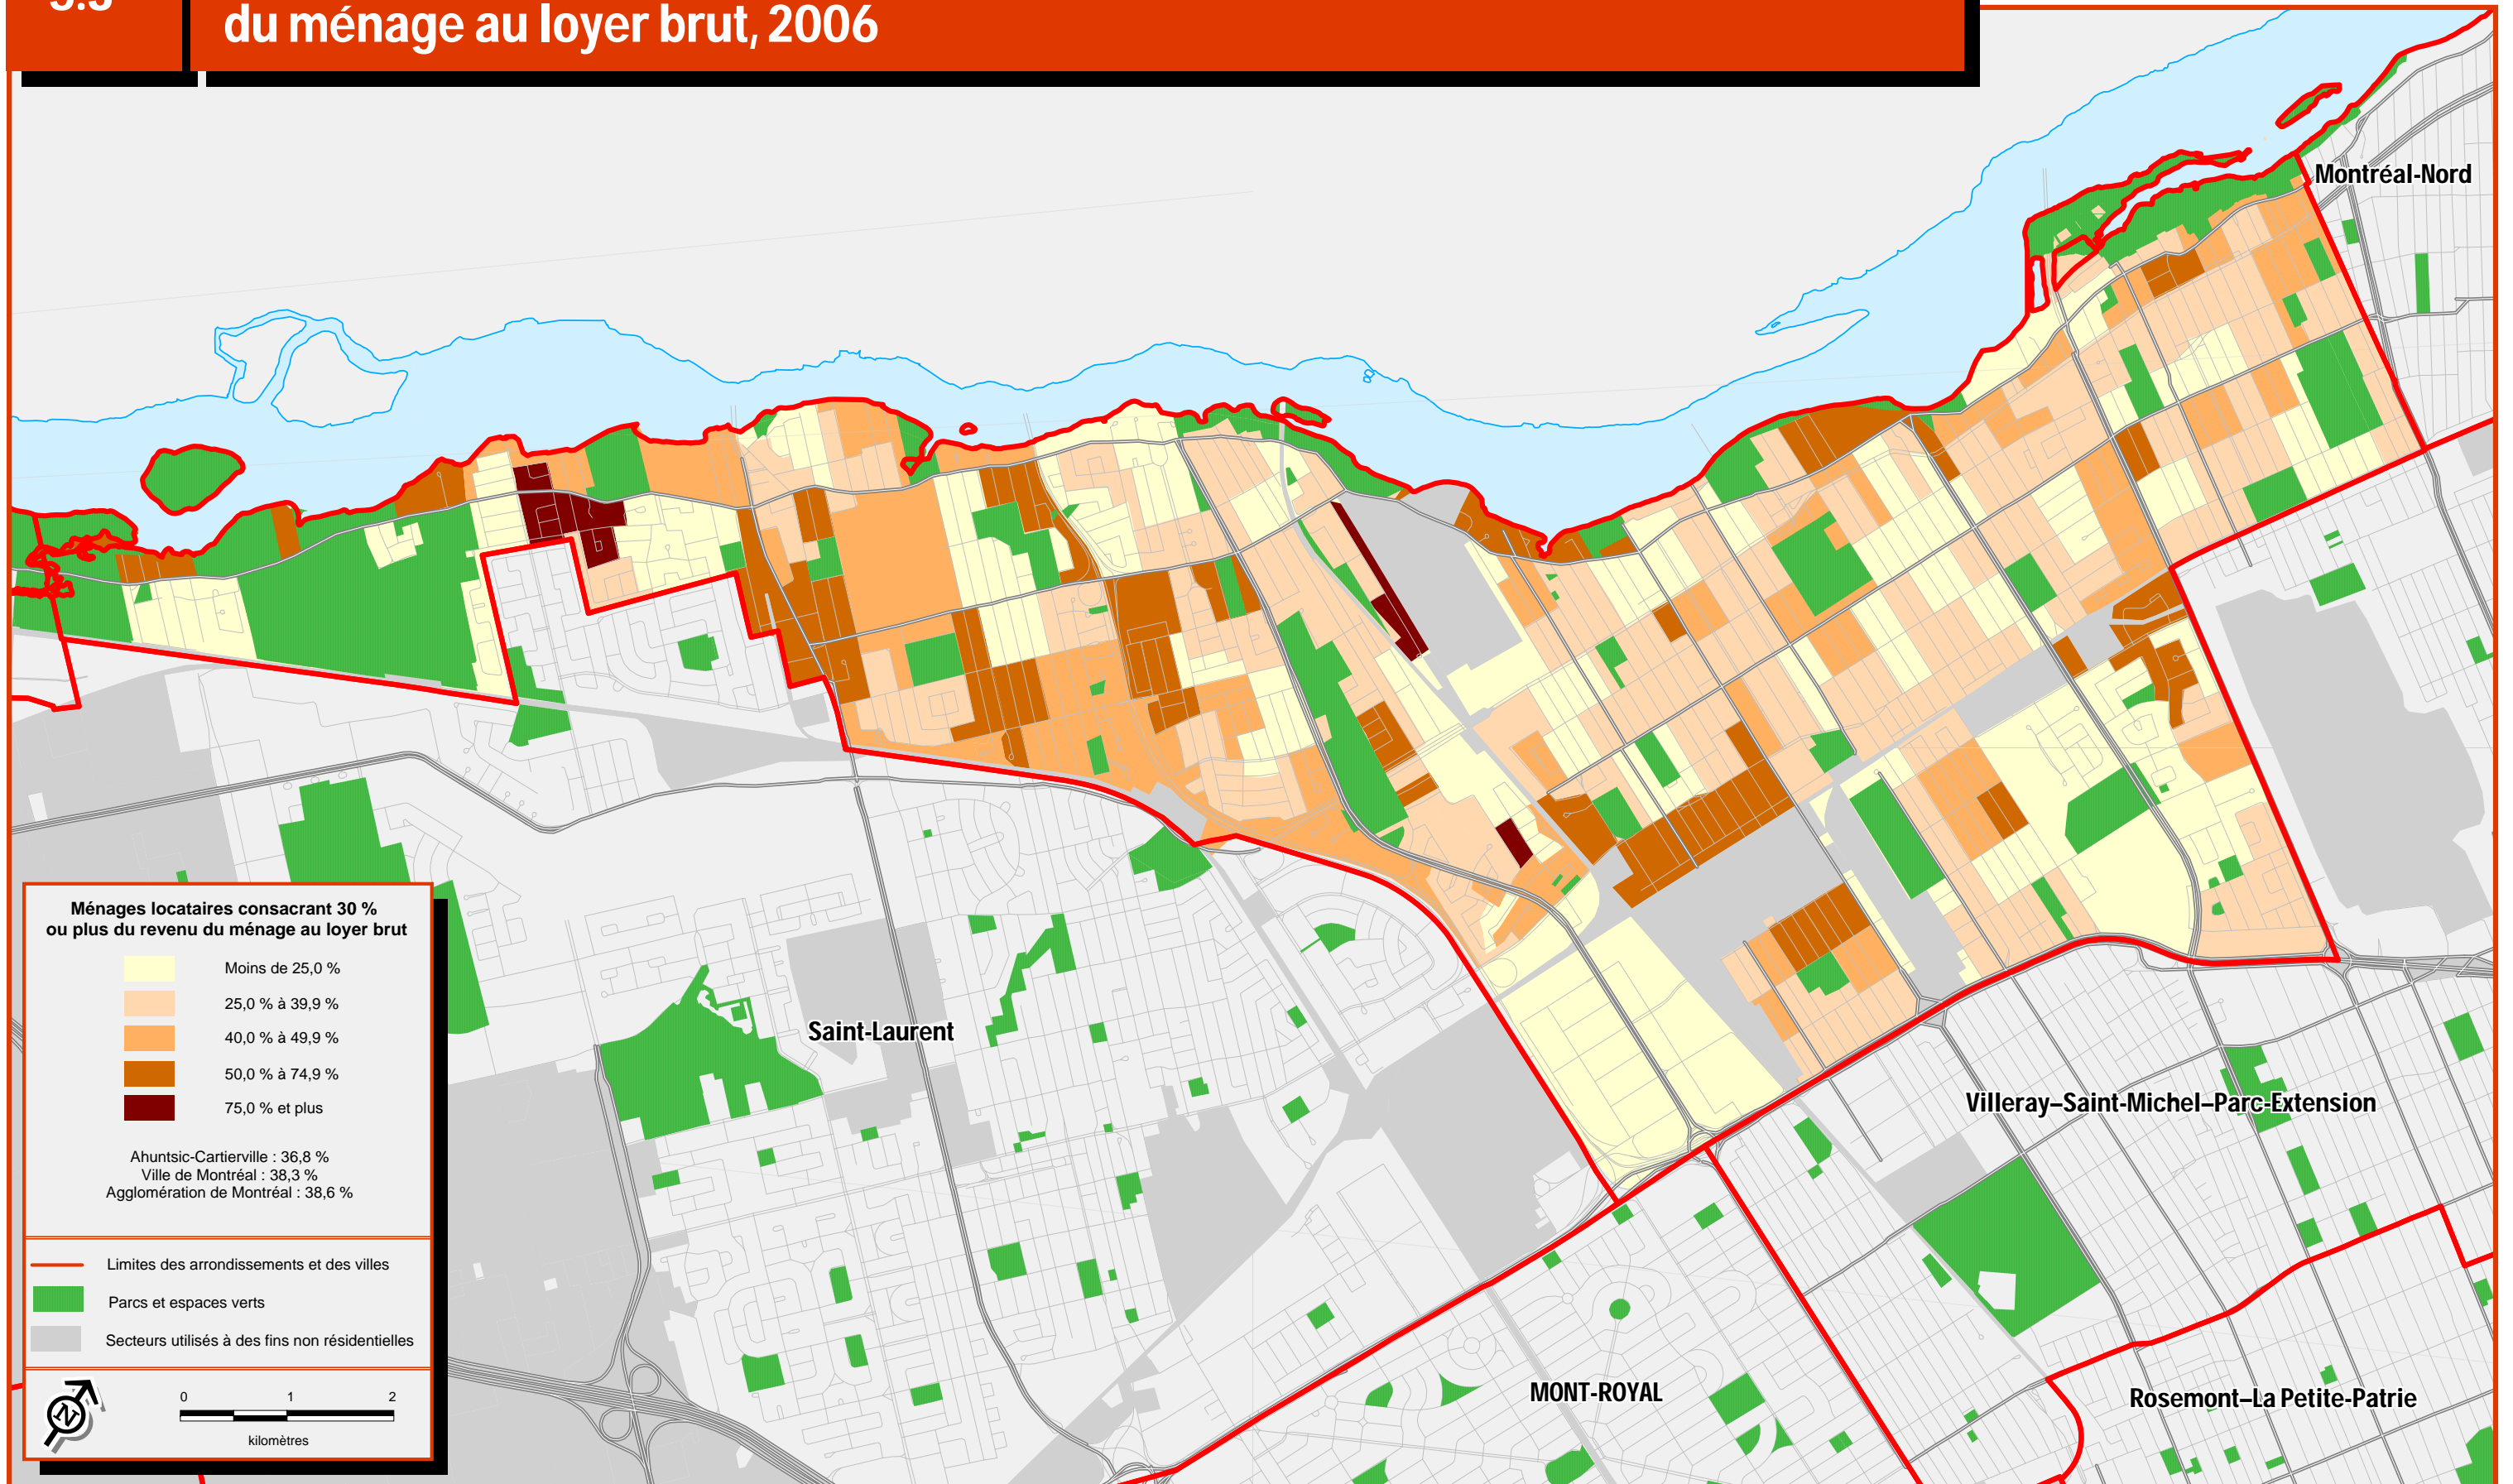 du ménage au loyer brut, 2006
Montréal-Nord
Ménages locataires consacrant 30 %
ou plus du revenu du ménage au loyer brut
Moins de 25,0 %
25,0 % à 39,9 %
40,0 % à 49,9 %
50,0 % à 74,9 %
75,0 % et plus
Ahuntsic-Cartierville : 36,8 %
Ville de Montréal : 38,3 %
Agglomération de Montréal : 38,6 %
Limites des arrondissements et des villes
Parcs et espaces verts
Secteurs utilisés à des fins non résidentielles
N
0 1 2
kilomètres
Saint-Laurent
Villeray–Saint-Michel–Parc-Extension
MONT-ROYAL
Rosemont–La Petite-Patrie